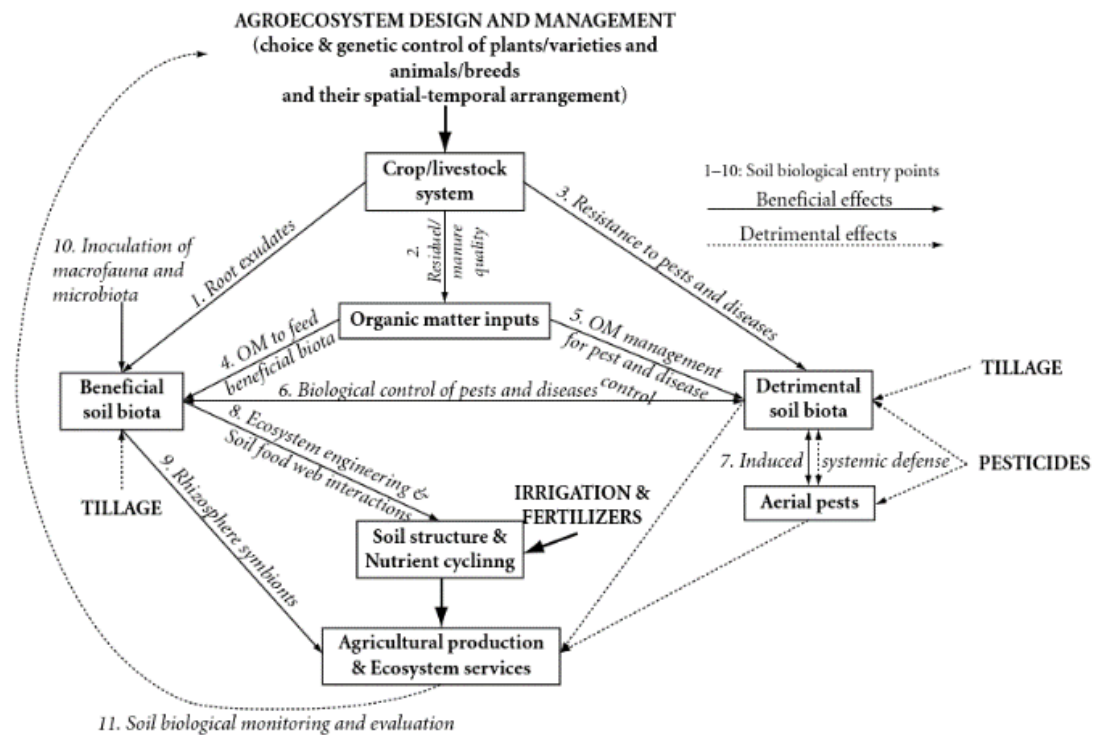 AGROECOSYSTEM DESIGN AND MANAGEMENT
(choice & genetic control of plants/varieties and
animals/breeds
and their spatial-temporal arrangement)
Crop/livestock
system
1–10: Soil biological entry points
Beneficial effects
Detrimental effects
10. Inoculation of
macrofauna and
microbiota
1. Root exudates
2.
Residuel/
manure
quality
3. Resistance to pests and diseases
Organic matter inputs
4. OM to feed
beneficial biota
5. OM management
for pest and disease
control
6. Biological control of pests and diseases
Beneficial
soil biota
Detrimental
soil biota
TILLAGE
8. Ecosystem engineering &
Soil food web interactions
7. Induced systemic defense
PESTICIDES
TILLAGE
IRRIGATION &
FERTILIZERS
Aerial pests
9. Rhizosphere symbionts
Soil structure &
Nutrient cyclinng
Agricultural production
& Ecosystem services
11. Soil biological monitoring and evaluation